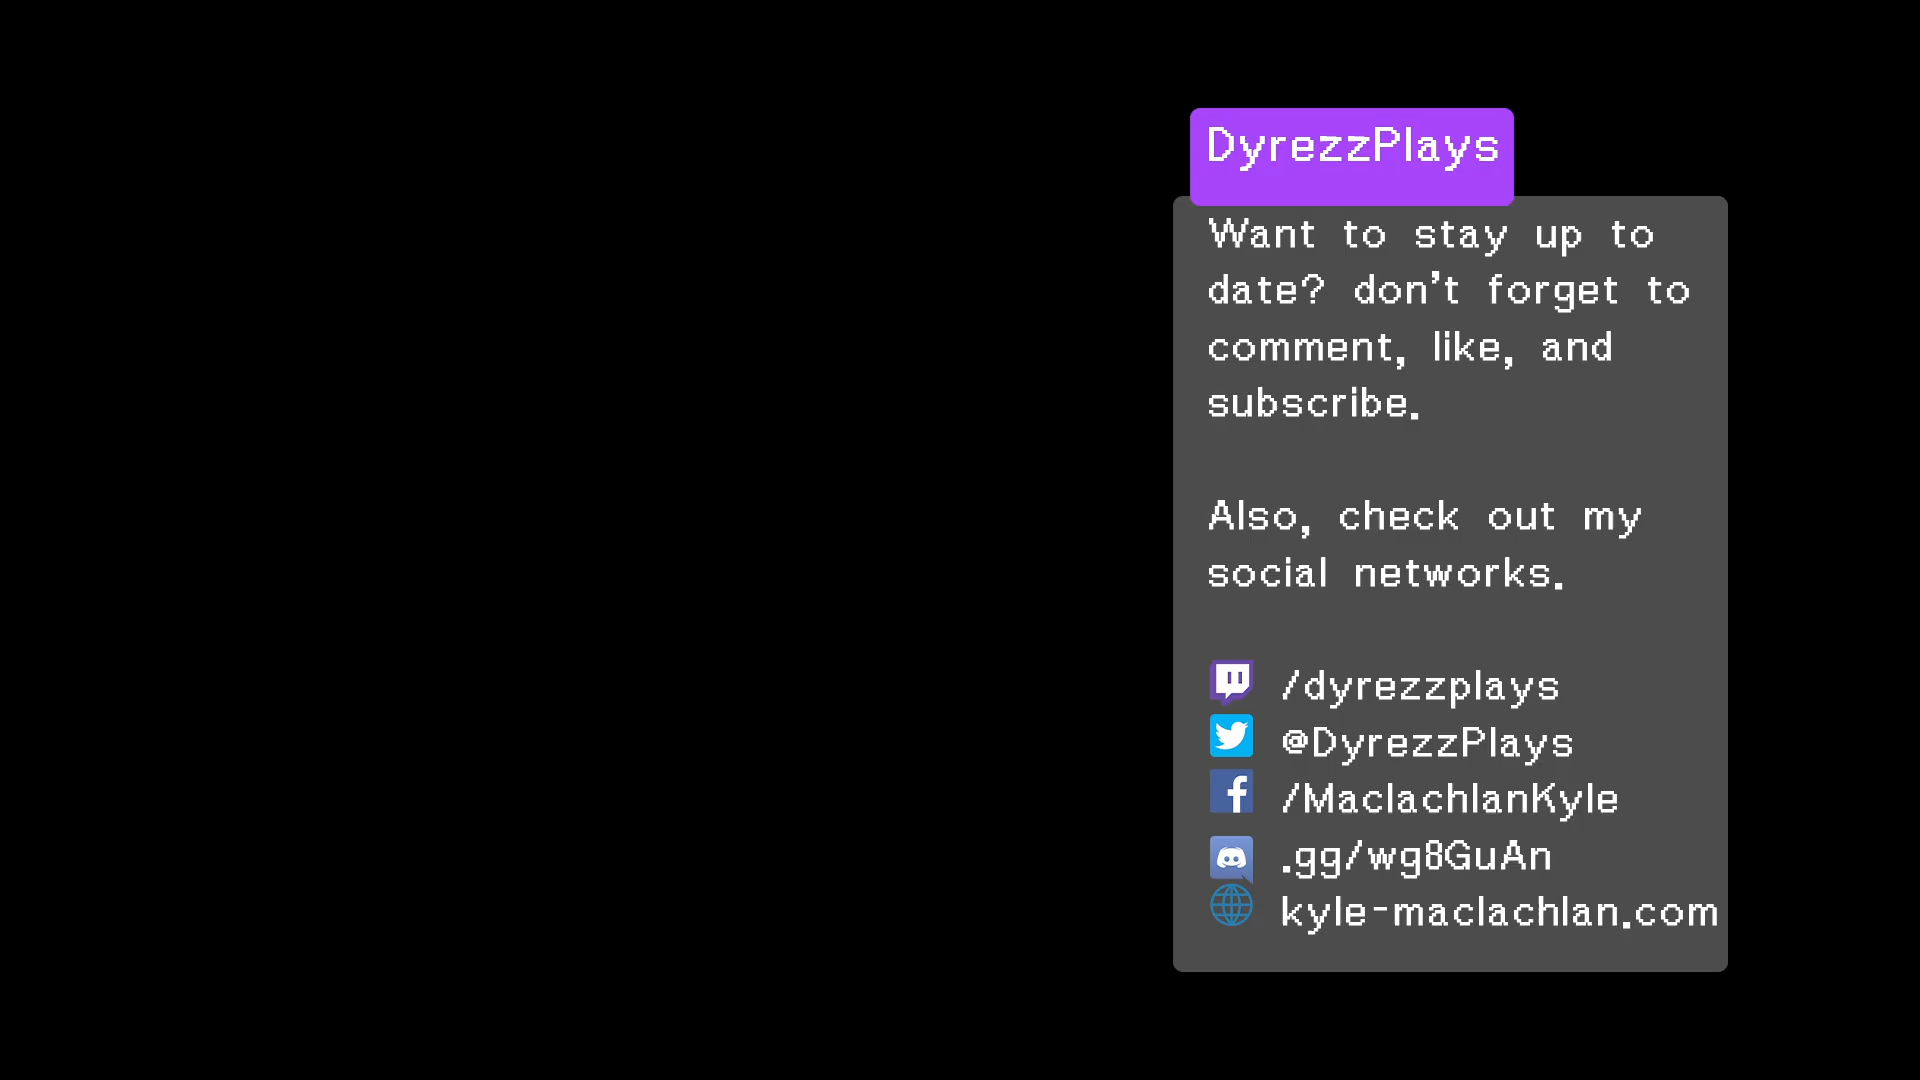 DyrezzPlays
Want to stay up to
date? don't forget to
comment, like, and
subscribe.
Also, check out my
social networks.
/dyrezzplays
@DyrezzPlays
/MaclachlanKyle
.gg/wg8GuAn
kyle-maclachlan.com